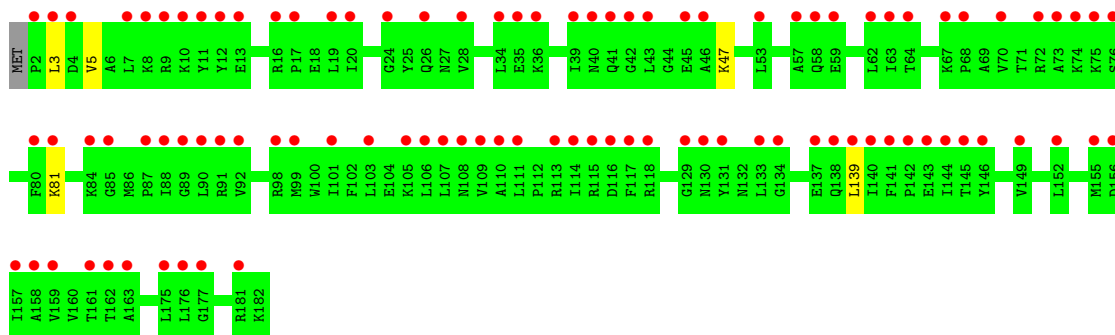 MET P2 L3 D4 V5 A6 L7 K8 R9 K10 Y11 Y12 E13 R16 P17 E18 L19 I20 G24 Y25 Q26 N27 V28 L34 E35 K36 I39 N40 Q41 G42 L43 G44 E45 A46 K47 L53 A57 Q58 E59 L62 I63 T64 K67 P68 A69 V70 T71 R72 A73 K74 K75 S76
F80 K81 K84 G85 M86 P87 I88 G89 L90 R91 V92 R98 M99 W100 I101 F102 L103 E104 K105 L106 L107 N108 V109 A110 L111 P112 R113 I114 R115 D116 F117 R118 G129 N130 Y131 N132 L133 G134 E137 Q138 L139 I140 F141 P142 E143 I144 T145 Y146 V149 L152 M155 D156
I157 A158 V159 V160 T161 T162 A163 L175 L176 G177 R181 K182